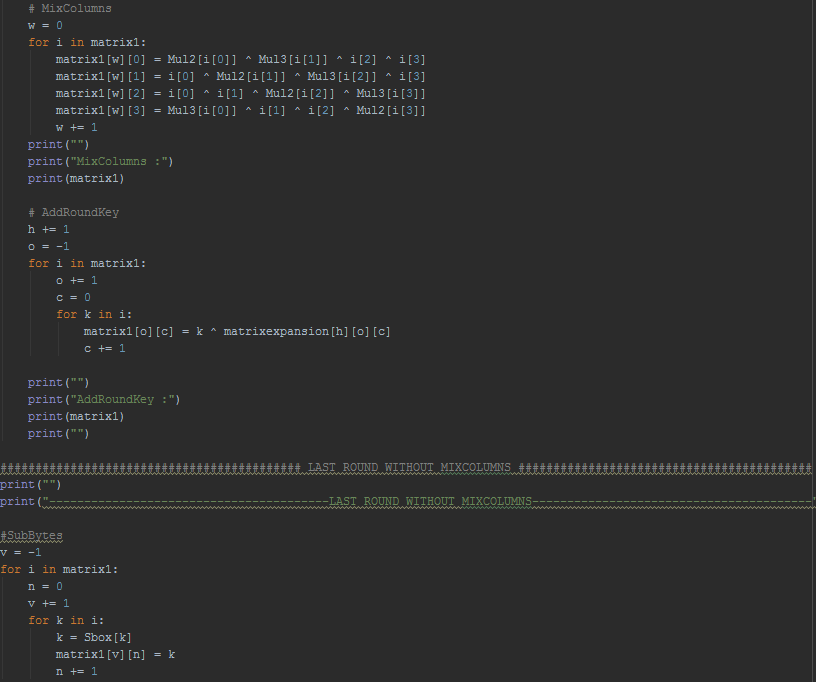 # MixColumns
w = 0
for i in matrix1:
matrix1[w][0] = Mul2[i[0]] ^ Mul3[i[1]] ^ i[2] ^ i[3]
matrix1[w][1] = i[0] ^ Mul2[i[1]] ^ Mul3[i[2]] ^ i[3]
matrix1[w][2] = i[0] ^ i[1] ^ Mul2[i[2]] ^ Mul3[i[3]]
matrix1[w][3] = Mul3[i[0]] ^ i[1] ^ i[2] ^ Mul2[i[3]]
w += 1
print("")
print("MixColumns :")
print(matrix1)
# AddRoundKey
h += 1
o = -1
for i in matrix1:
o += 1
c = 0
for k in i:
matrix1[o][c] = k ^ matrixexpansion[h][o][c]
c += 1
print("")
print("AddRoundKey :")
print(matrix1)
print("")
########################################### LAST ROUND WITHOUT MIXCOLUMNS ##########################################
print("")
print("----------------------------------------LAST ROUND WITHOUT MIXCOLUMNS----------------------------------------"
#SubBytes
v = -1
for i in matrix1:
n = 0
v += 1
for k in i:
k = Sbox[k]
matrix1[v][n] = k
n += 1